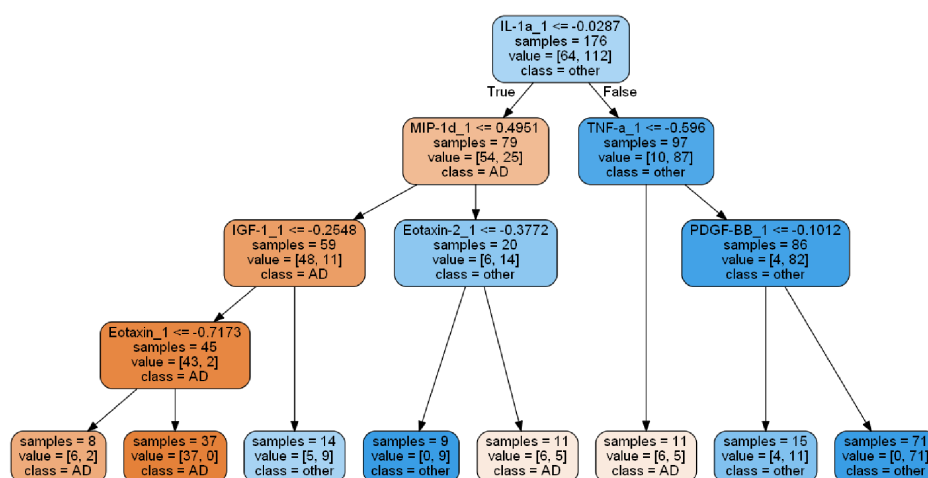 IL-1a_1 <= -0.0287
samples = 176
value = [64, 112]
class = other
True
False
MIP-1d_1 <= 0.4951
samples = 79
value = [54, 25]
class = AD
TNF-a_1 <= -0.596
samples = 97
value = [10, 87]
class = other
IGF-1_1 <= -0.2548
samples = 59
value = [48, 11]
class = AD
Eotaxin-2_1 <= -0.3772
samples = 20
value = [6, 14]
class = other
PDGF-BB_1 <= -0.1012
samples = 86
value = [4, 82]
class = other
Eotaxin_1 <= -0.7173
samples = 45
value = [43, 2]
class = AD
samples = 8
value = [6, 2]
class = AD
samples = 37
value = [37, 0]
class = AD
samples = 14
value = [5, 9]
class = other
samples = 9
value = [0, 9]
class = other
samples = 11
value = [6, 5]
class = AD
samples = 11
value = [6, 5]
class = AD
samples = 15
value = [4, 11]
class = other
samples = 71
value = [0, 71]
class = other